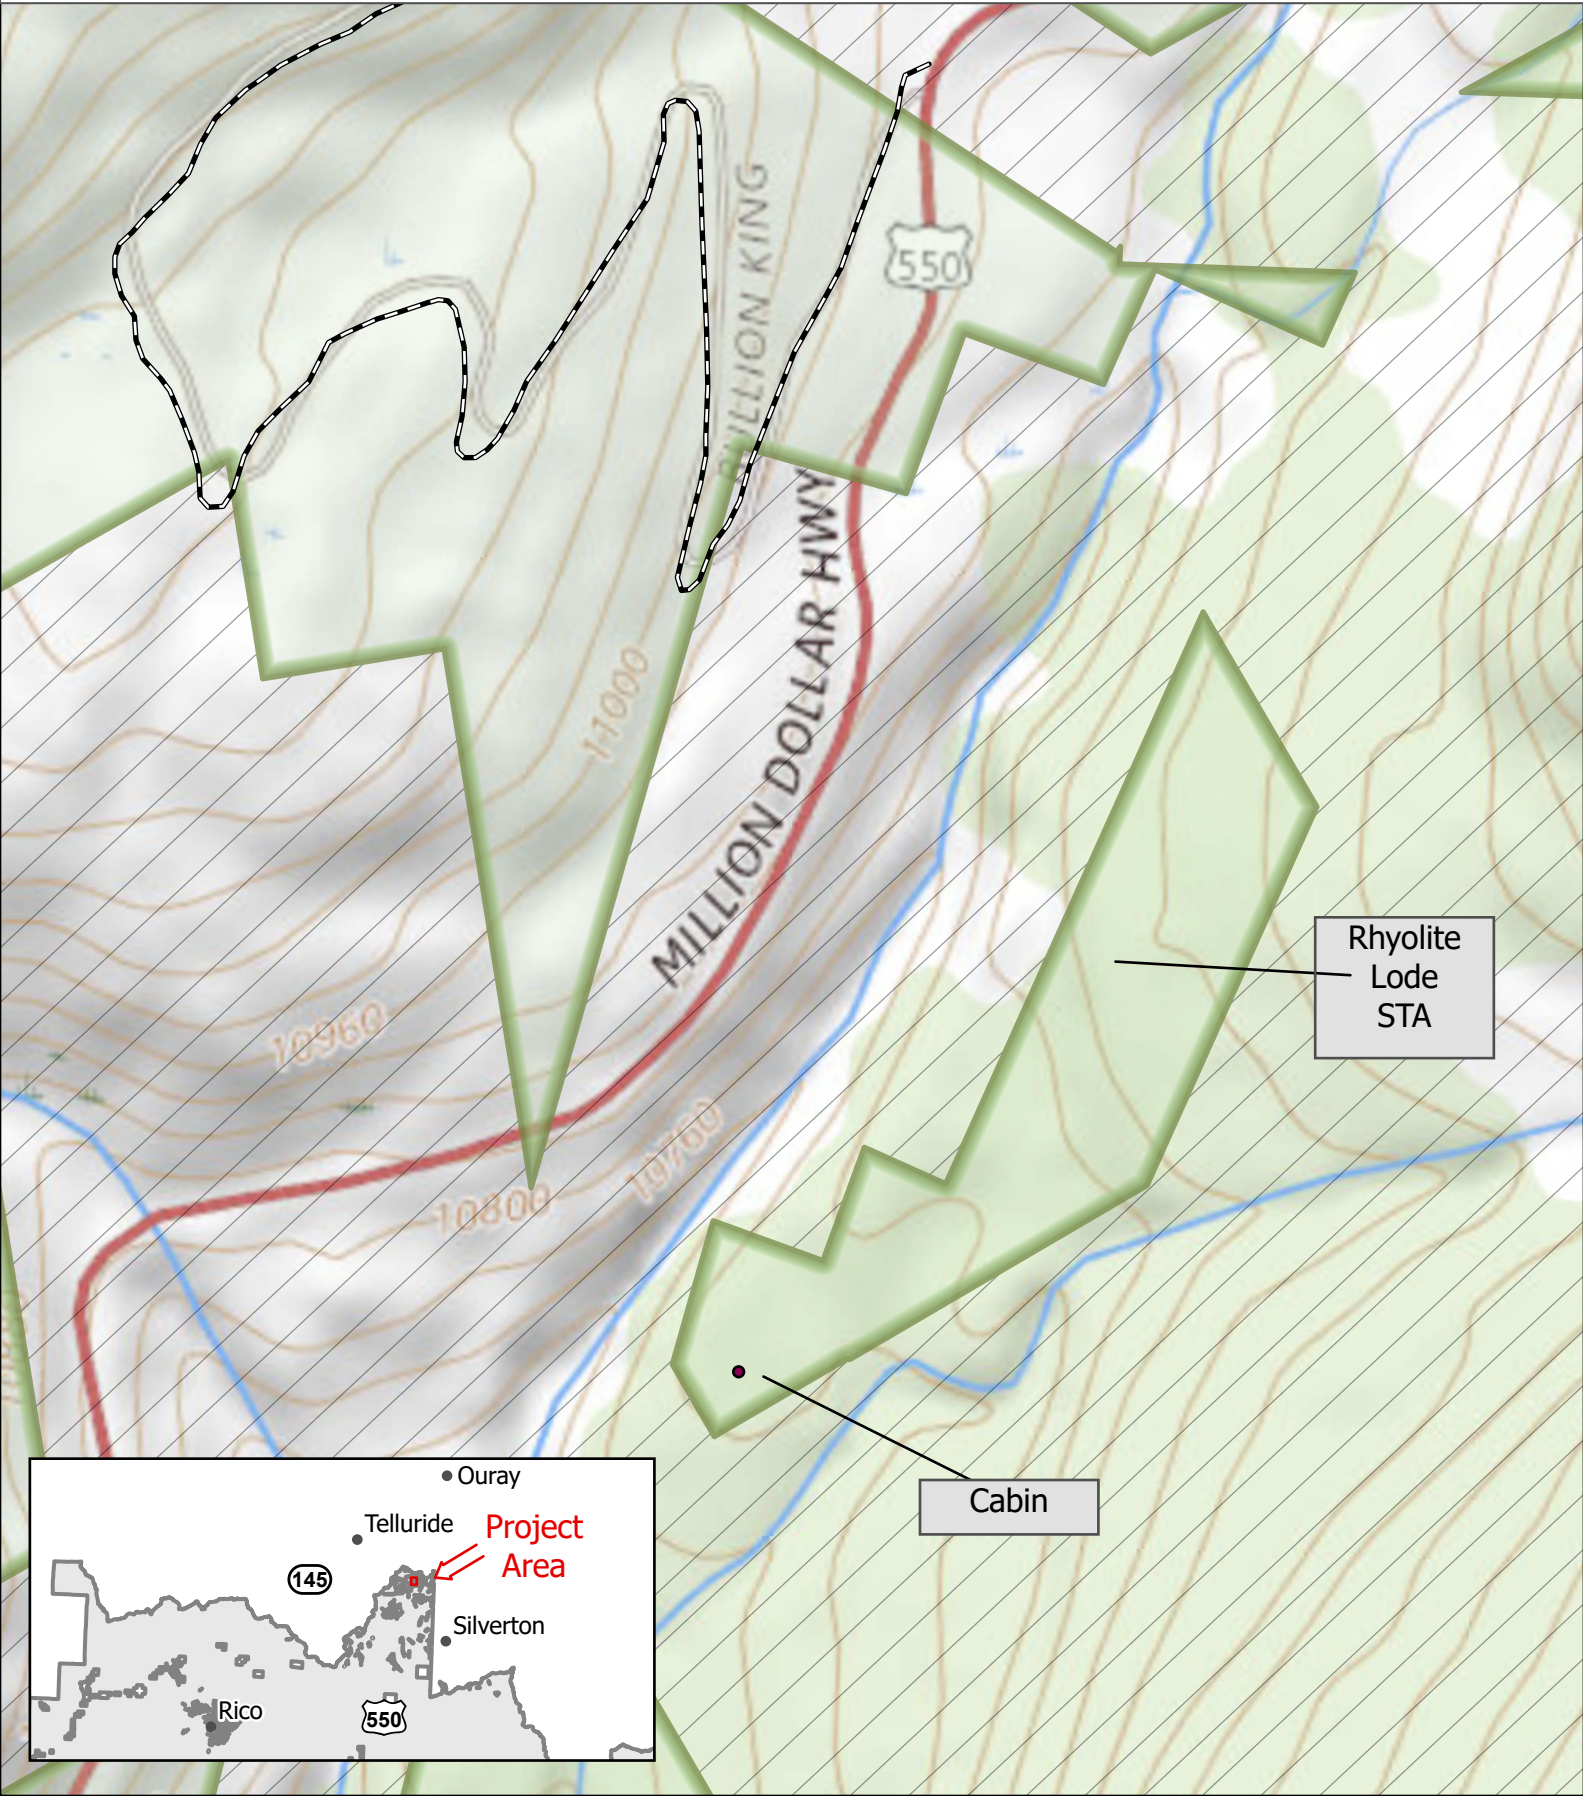 MILLION KING
550
MILLION DOLLAR HWY
11000
Rhyolite
Lode
STA
10960
10760
10800
Cabin
Ouray
Telluride
Project
Area
145
Silverton
Rico
550